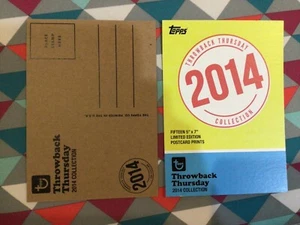 PLACE
STAMP
HERE
Throwback
Thursday
2014 COLLECTION
2014
TOPPS
THROWBACK THURSDAY
2014
COLLECTION
FIFTEEN 5" x 7"
LIMITED EDITION
POSTCARD PRINTS
Throwback
Thursday
2014 COLLECTION